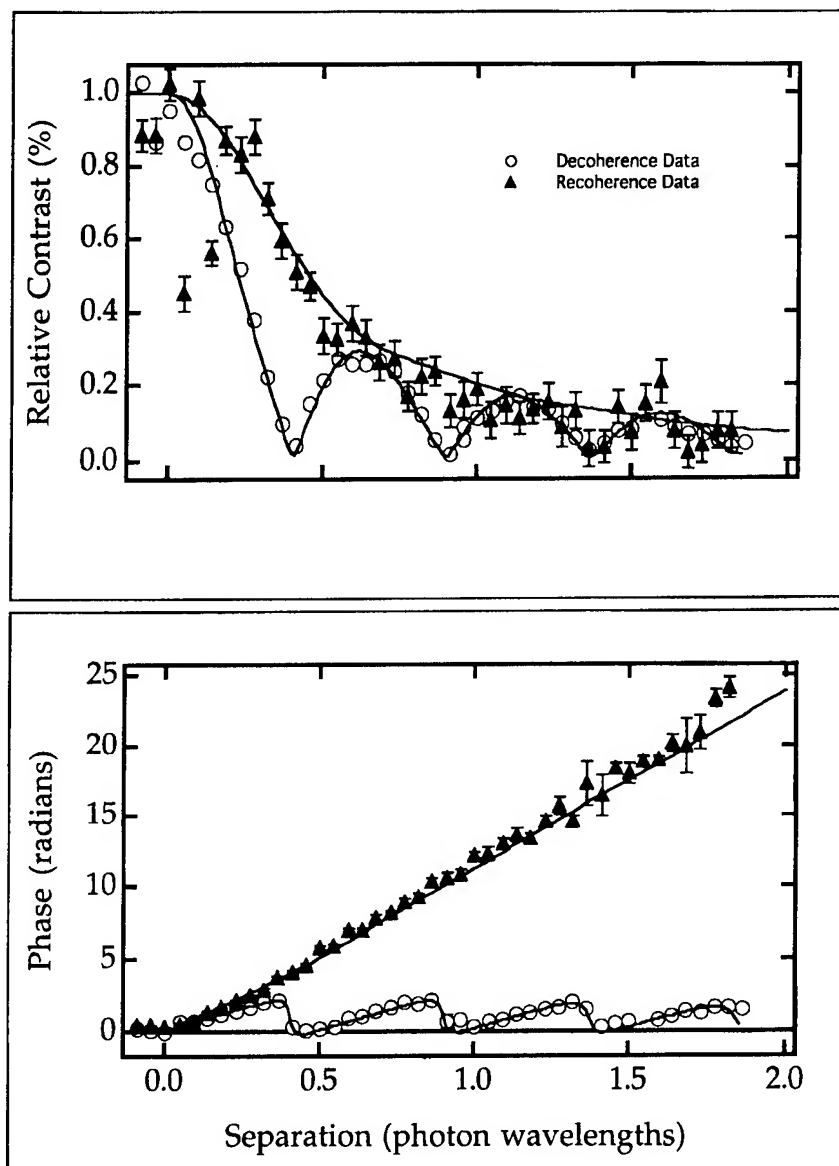 1.0
0.8
0.6
0.4
0.2
0.0
Relative Contrast (%)
Decoherence Data
Recoherence Data
25
20
15
10
5
0
Phase (radians)
0.0 0.5 1.0 1.5 2.0
Separation (photon wavelengths)